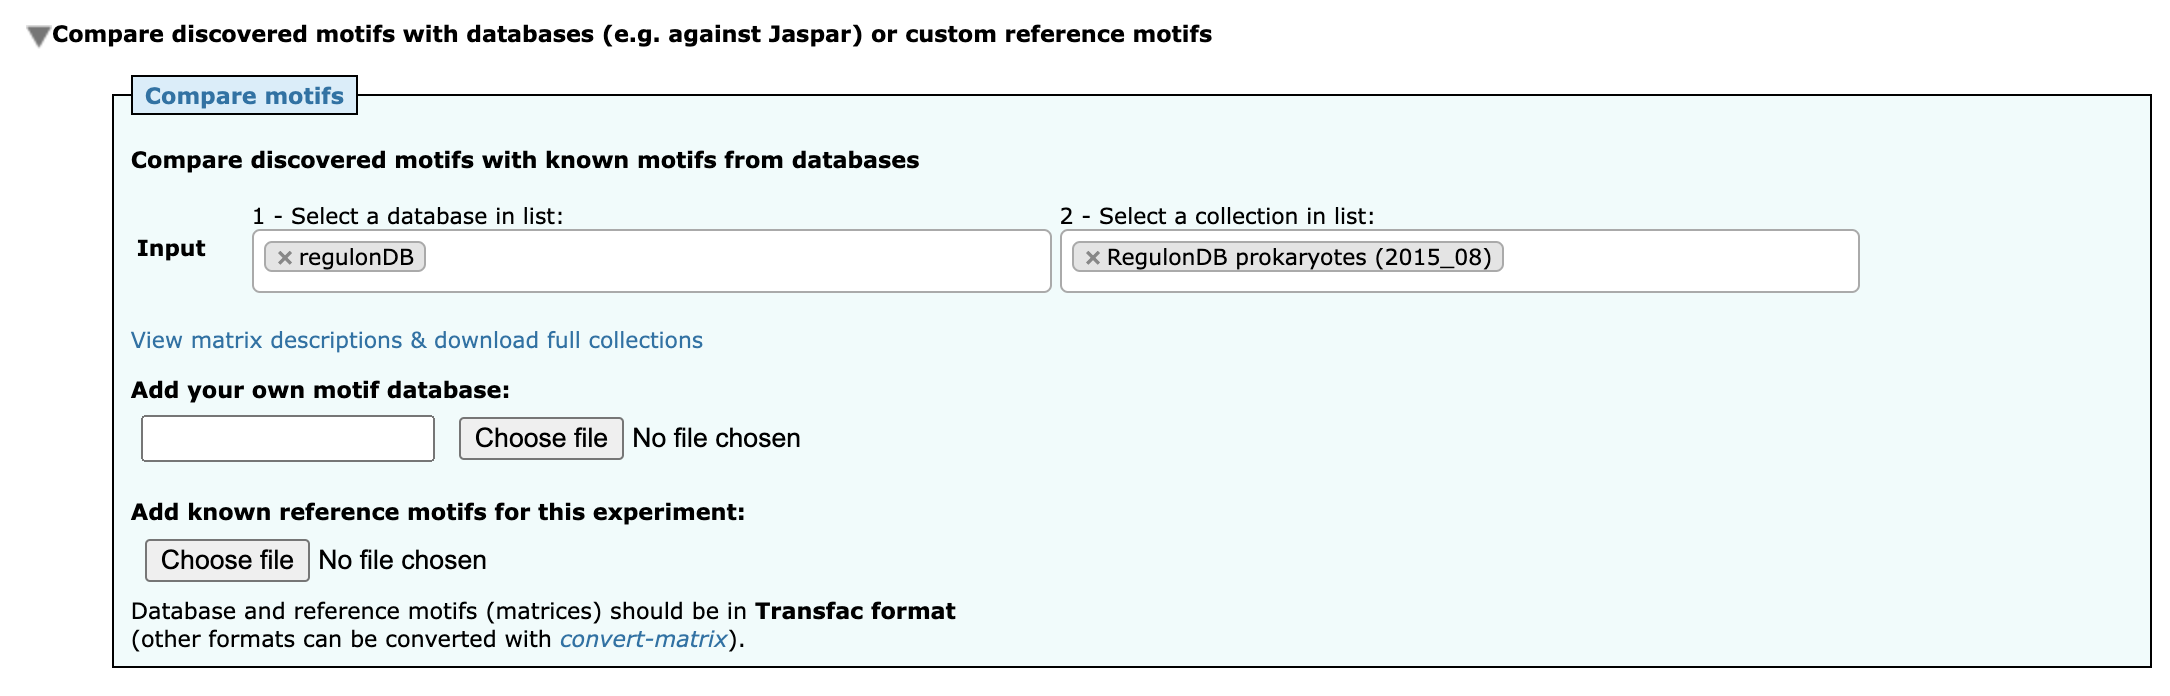 Compare discovered motifs with databases (e.g. against Jaspar) or custom reference motifs
Compare motifs
Compare discovered motifs with known motifs from databases
1 - Select a database in list:
2 - Select a collection in list:
Input
× regulonDB
× RegulonDB prokaryotes (2015_08)
View matrix descriptions & download full collections
Add your own motif database:
Choose file No file chosen
Add known reference motifs for this experiment:
Choose file No file chosen
Database and reference motifs (matrices) should be in Transfac format
(other formats can be converted with convert-matrix).